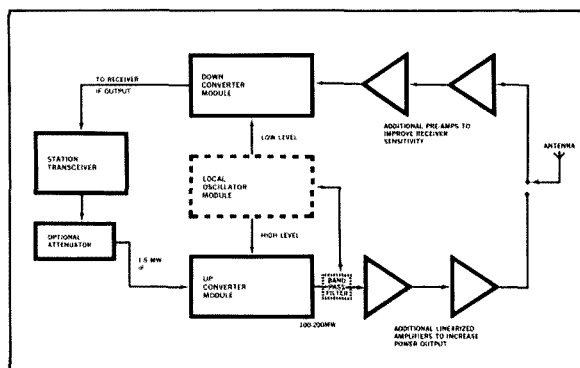 TO RECEIVER
IF OUTPUT
DOWN
CONVERTER
MODULE
ADDITIONAL PRE-AMPS TO
IMPROVE RECEIVER
SENSITIVITY
ANTENNA
LOW LEVEL
STATION
TRANSCEIVER
LOCAL
OSCILLATOR
MODULE
OPTIONAL
ATTENUATOR
HIGH LEVEL
1-5 MW
IF
UP
CONVERTER
MODULE
BAND
PASS
FILTER
100-200MW
ADDITIONAL LINEARIZED
AMPLIFIERS TO INCREASE
POWER OUTPUT